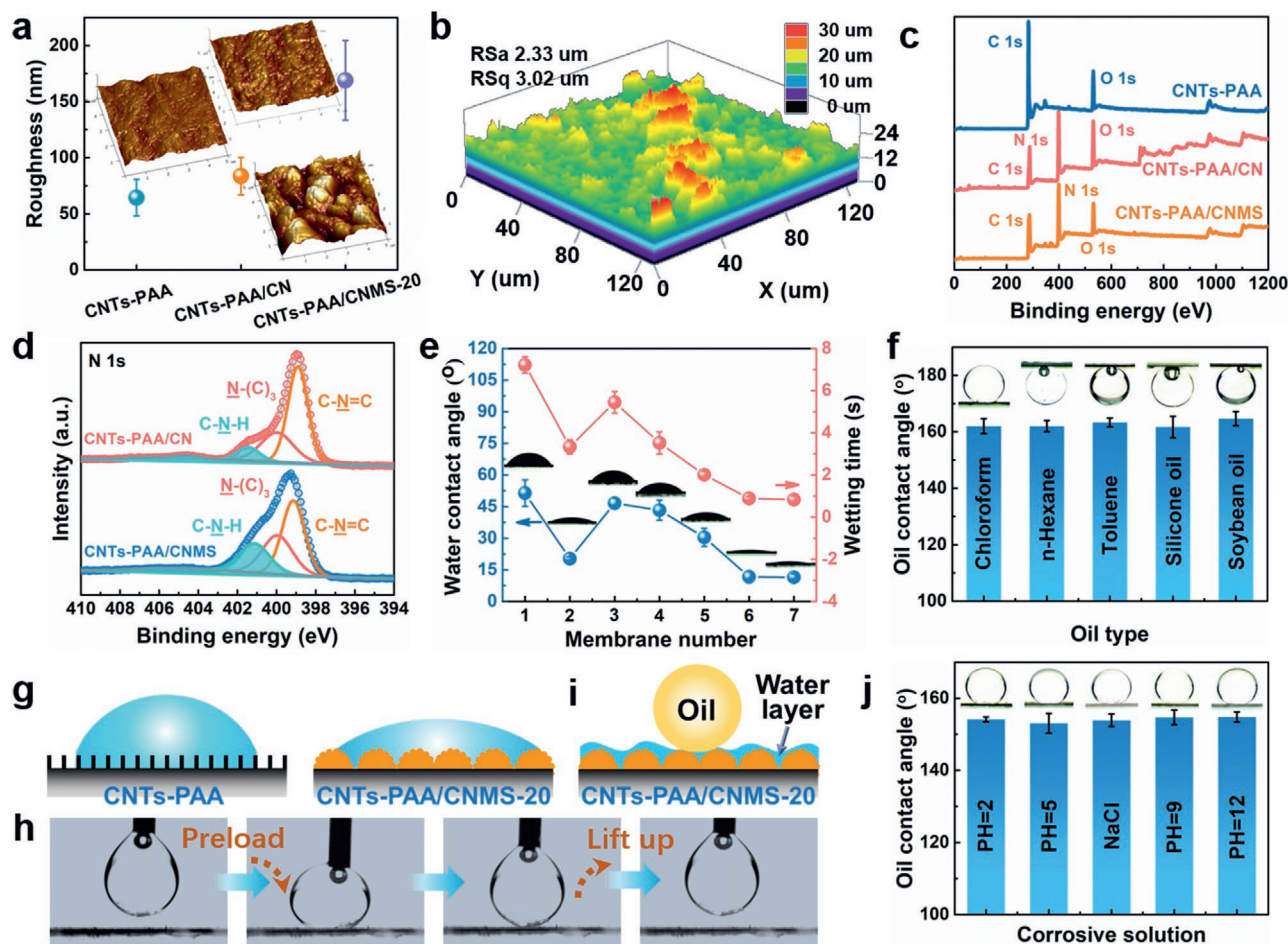 a
Roughness (nm)
200
150
100
50
0
CNTs-PAA
CNTs-PAA/CN
CNTs-PAA/CNMS-20
b
RSa 2.33 um
RSq 3.02 um
30 um
20 um
10 um
0 um
24
12
0
0
40
80
120
Y (um)
0
40
80
120
X (um)
c
C 1s
O 1s
CNTs-PAA
N 1s
O 1s
C 1s
CNTs-PAA/CN
N 1s
C 1s
CNTs-PAA/CNMS
O 1s
0 200 400 600 800 1000 1200
Binding energy (eV)
d
N 1s
Intensity (a.u.)
N-(C)3
C-N=C
C-N-H
CNTs-PAA/CN
N-(C)3
C-N-H
C-N=C
CNTs-PAA/CNMS
410 408 406 404 402 400 398 396 394
Binding energy (eV)
e
Water contact angle (o)
120
105
90
75
60
45
30
15
8
6
4
2
0
-2
-4
Wetting time (s)
1 2 3 4 5 6 7
Membrane number
f
Oil contact angle (o)
180
160
140
120
100
Chloroform
n-Hexane
Toluene
Silicone oil
Soybean oil
Oil type
g
CNTs-PAA
CNTs-PAA/CNMS-20
i
Oil
Water
layer
CNTs-PAA/CNMS-20
h
Preload
Lift up
j
Oil contact angle (o)
160
140
120
100
PH=2
PH=5
NaCl
PH=9
PH=12
Corrosive solution